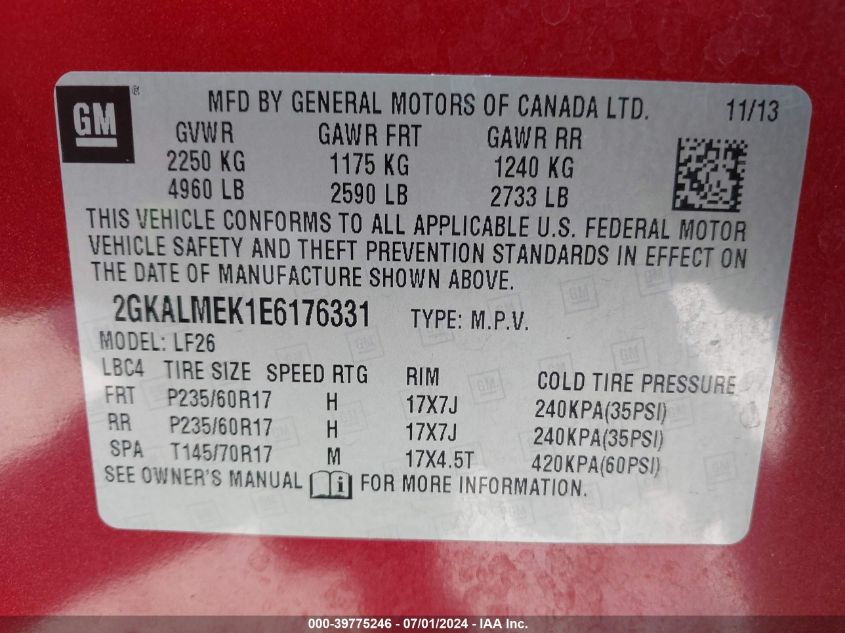 GM ® MFD BY GENERAL MOTORS OF CANADA LTD. 11/13
GVWR GAWR FRT GAWR RR
2250 KG 1175 KG 1240 KG
4960 LB 2590 LB 2733 LB
THIS VEHICLE CONFORMS TO ALL APPLICABLE U.S. FEDERAL MOTOR
VEHICLE SAFETY AND THEFT PREVENTION STANDARDS IN EFFECT ON
THE DATE OF MANUFACTURE SHOWN ABOVE.
2GKALMEK1E6176331 TYPE: M.P.V.
MODEL: LF26
LBC4 TIRE SIZE SPEED RTG RIM COLD TIRE PRESSURE
FRT P235/60R17 H 17X7J 240KPA(35PSI)
RR P235/60R17 H 17X7J 240KPA(35PSI)
SPA T145/70R17 M 17X4.5T 420KPA(60PSI)
SEE OWNER'S MANUAL i FOR MORE INFORMATION.
000-39775246 - 07/01/2024 - IAA Inc.